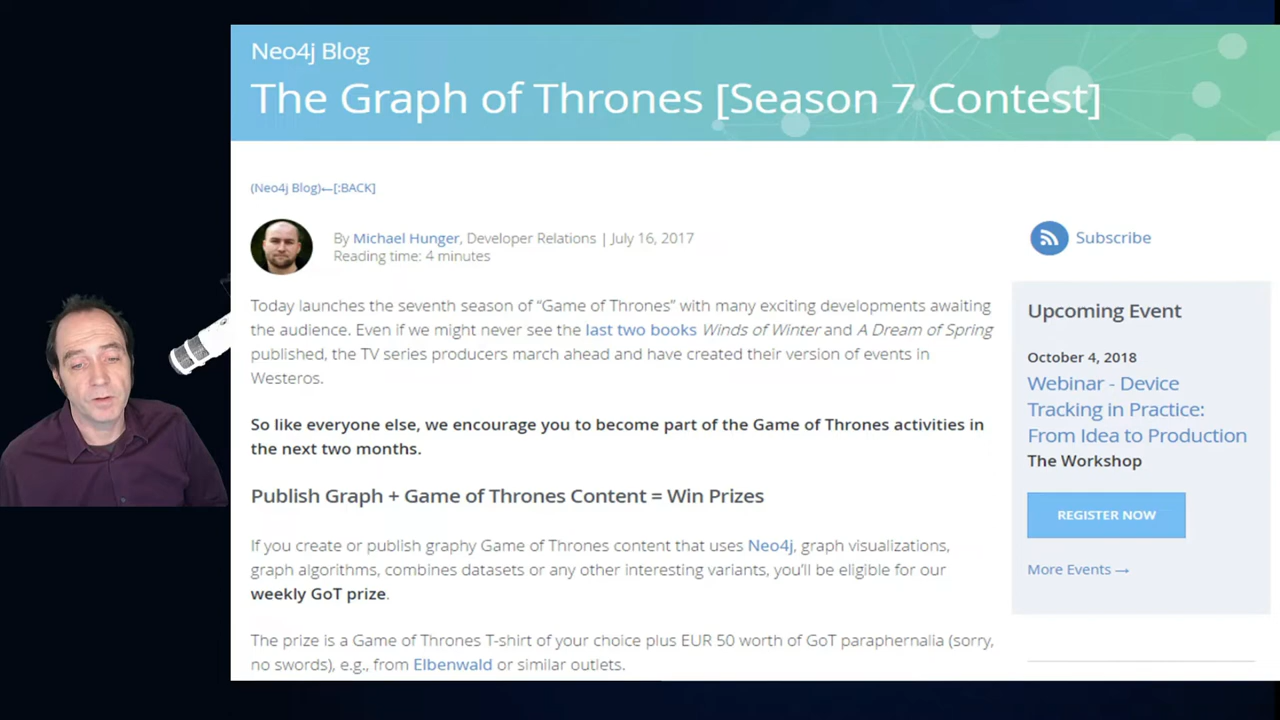 Neo4j Blog
The Graph of Thrones [Season 7 Contest]
(Neo4j Blog)←[:BACK]
By Michael Hunger, Developer Relations | July 16, 2017
Reading time: 4 minutes
Today launches the seventh season of “Game of Thrones” with many exciting developments awaiting
the audience. Even if we might never see the last two books Winds of Winter and A Dream of Spring
published, the TV series producers march ahead and have created their version of events in
Westeros.
So like everyone else, we encourage you to become part of the Game of Thrones activities in
the next two months.
Publish Graph + Game of Thrones Content = Win Prizes
If you create or publish graphy Game of Thrones content that uses Neo4j, graph visualizations,
graph algorithms, combines datasets or any other interesting variants, you’ll be eligible for our
weekly GoT prize.
The prize is a Game of Thrones T-shirt of your choice plus EUR 50 worth of GoT paraphernalia (sorry,
no swords), e.g., from Elbenwald or similar outlets.
Subscribe
Upcoming Event
October 4, 2018
Webinar - Device
Tracking in Practice:
From Idea to Production
The Workshop
REGISTER NOW
More Events →